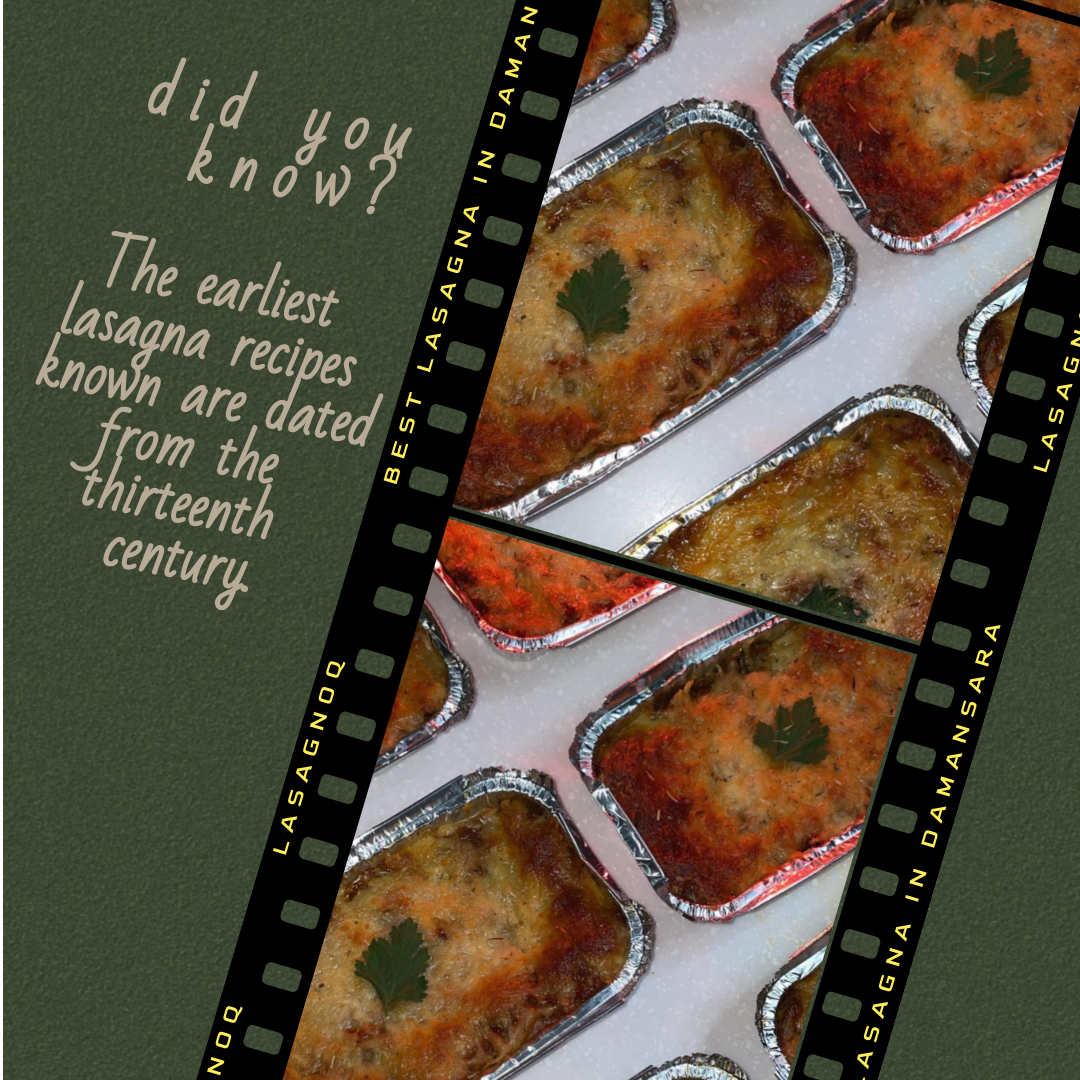 did you
know?
The earliest
lasagna recipes
known are dated
from the
thirteenth
century.
BEST LASAGNA IN DAMAN
LASAGNOQ
NOQ
LASAGN
LASAGNA IN DAMANSARA